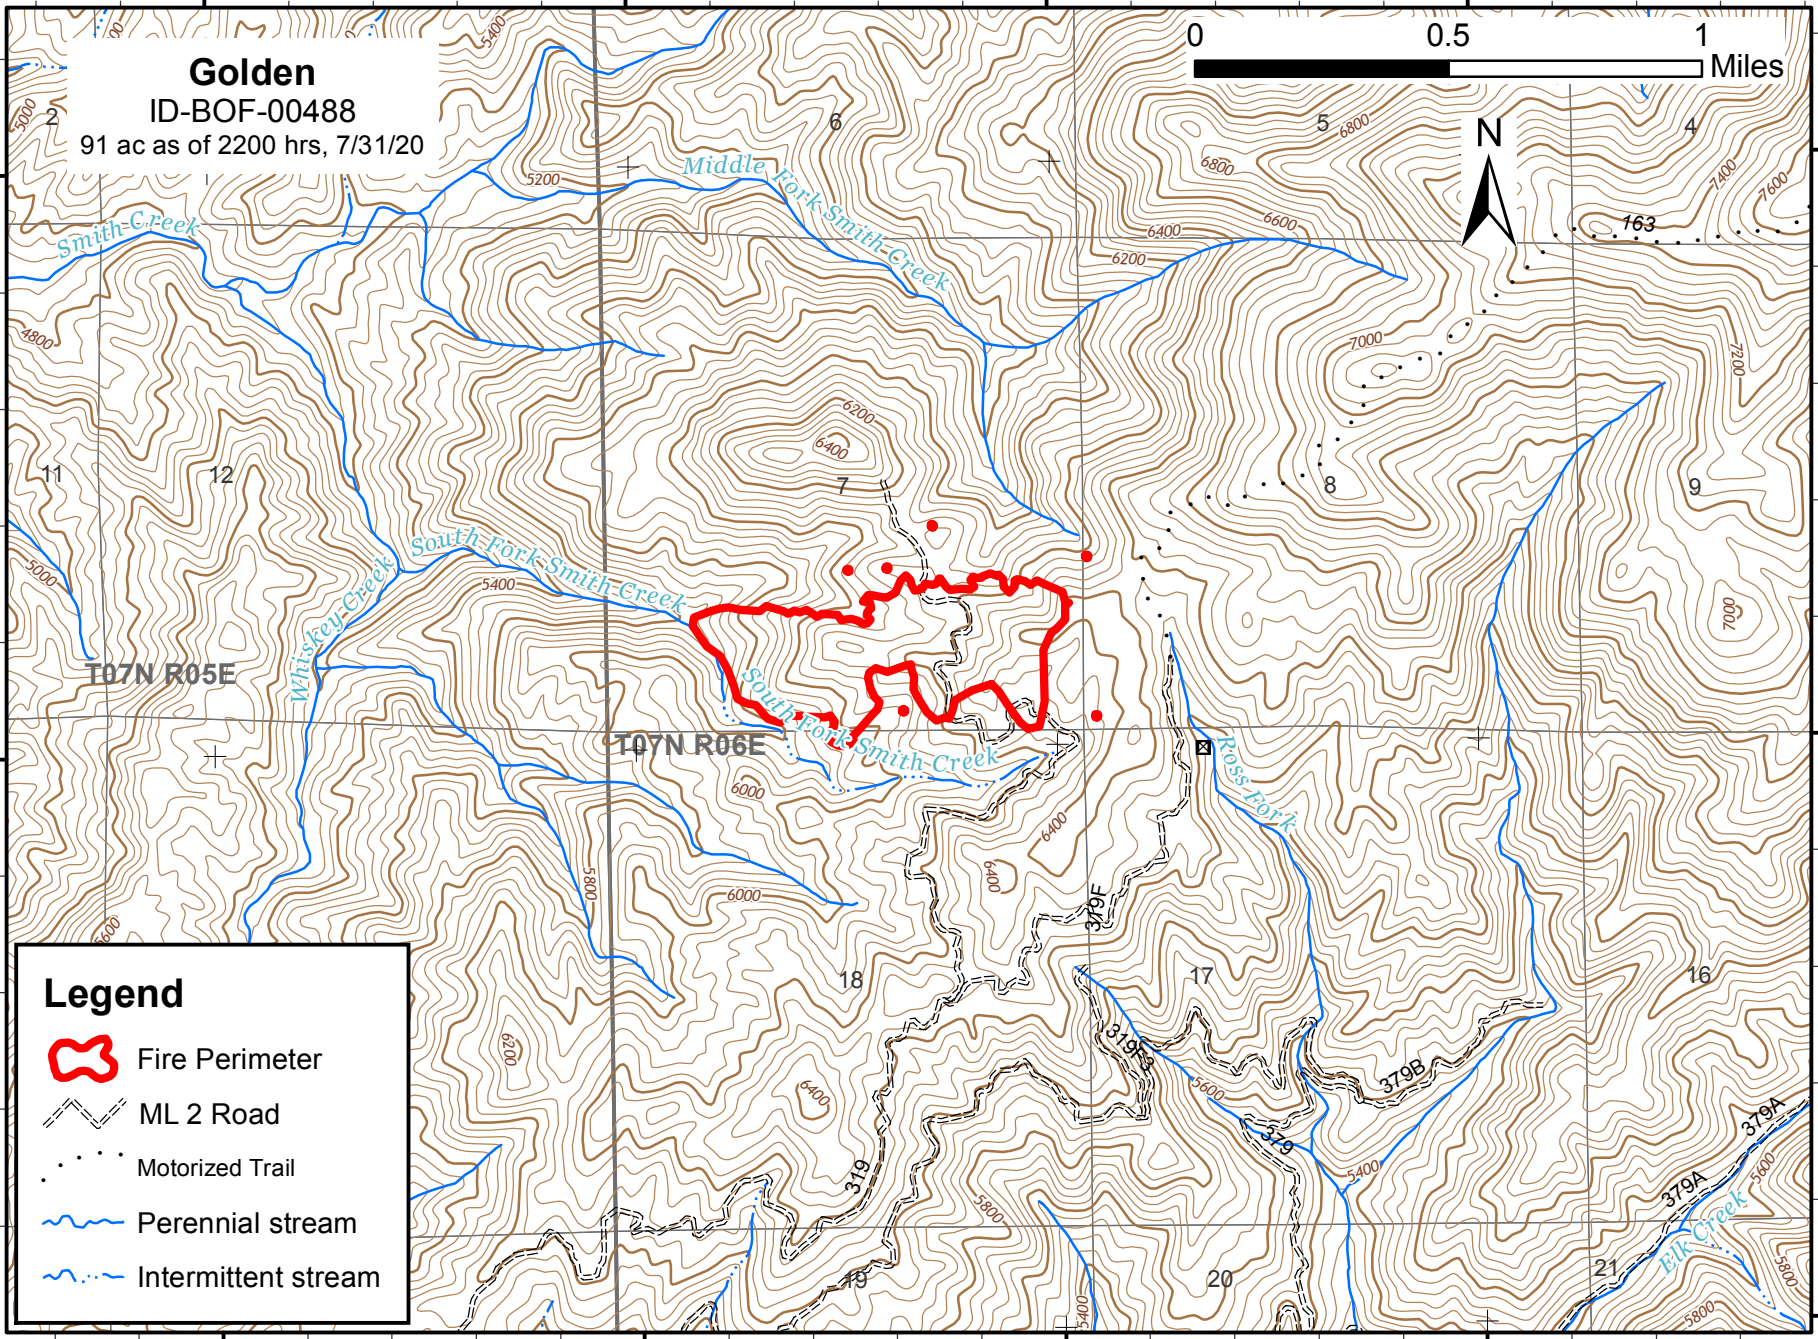 Golden
ID-BOF-00488
91 ac as of 2200 hrs, 7/31/20
0 0.5 1
Miles
N
5400
5000
2
6
5
4
6800
6800
7400
7600
5200
Middle Fork Smith Creek
6600
6400
6200
163
Smith Creek
4800
7000
7200
6200
6400
11
12
7
8
9
South Fork Smith Creek
5000
5400
Whiskey Creek
7000
T07N R05E
South Fork Smith Creek
T07N R06E
Ross Fork
6000
6400
6400
5800
6000
379F
5600
18
17
16
6200
319F3
6400
5600
379B
379
379A
319
5400
5600
379A
5800
Elk Creek
19
20
21
5800
5400
5800
Legend
Fire Perimeter
ML 2 Road
Motorized Trail
Perennial stream
Intermittent stream